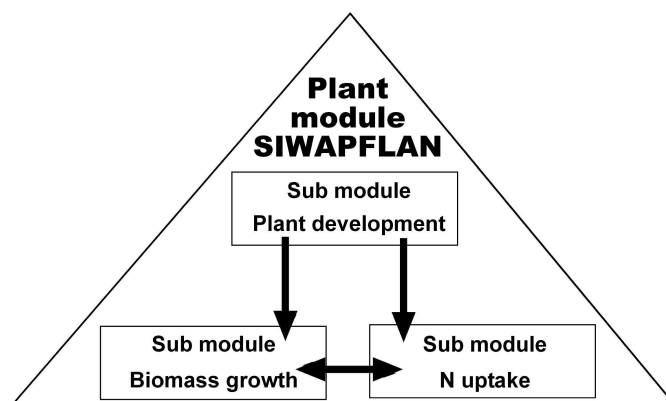 Plant
module
SIWAPFLAN
Sub module
Plant development
Sub module
Biomass growth
Sub module
N uptake